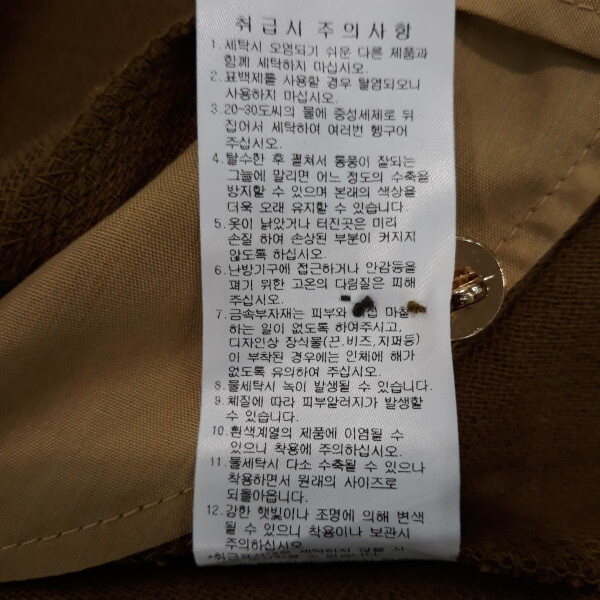 취급시 주의사항
1. 세탁시 오염되기 쉬운 다른 제품과
함께 세탁하지 마십시오.
2. 표백제를 사용할 경우 탈염되오니
사용하지 마십시오.
3. 20-30도씨의 물에 중성세제로 뒤
집어서 세탁하여 여러번 헹구어
주십시오.
4. 탈수한 후 펼쳐서 통풍이 잘되는
그늘에 말리면 어느 정도의 수축을
방지할 수 있으며 본래의 색상을
더욱 오래 유지할 수 있습니다.
5. 옷이 낡았거나 터진곳은 미리
손질 하여 손상된 부분이 커지지
않도록 하십시오.
6. 난방기구에 접근하거나 안감등을
펴기 위한 고온의 다림질은 피해
주십시오.
7. 금속부자재는 피부와 마찰
하는 일이 없도록 하여주시고,
디자인상 장식물(끈.비즈.지퍼등)
이 부착된 경우에는 인체에 해가
없도록 유의하여 주십시오.
8. 물세탁시 녹이 발생될 수 있습니다.
9. 체질에 따라 피부알러지가 발생할
수 있습니다.
10. 흰색계열의 제품에 이염될 수
있으니 착용에 주의하십시오.
11. 물세탁시 다소 수축될 수 있으나
착용하면서 원래의 사이즈로
되돌아옵니다.
12. 강한 햇빛이나 조명에 의해 변색
될 수 있으니 착용이나 보관시
주의하십시오
세탁하지 않을 시